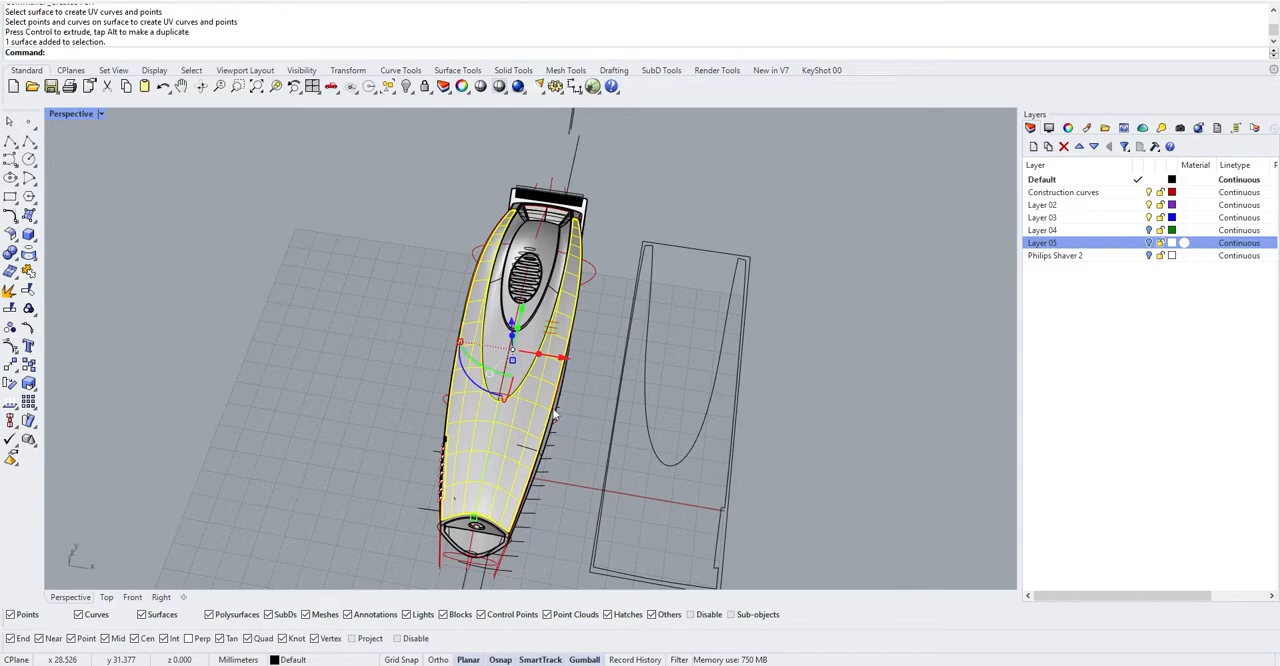 Select surface to create UV curves and points
Select points and curves on surface to create UV curves and points
Press Control to extrude, tap Alt to make a duplicate
1 surface added to selection.
Command:
Standard CPlanes Set View Display Select Viewport Layout Visibility Transform Curve Tools Surface Tools Solid Tools Mesh Tools SubD Tools Render Tools Drafting New in V7 KeyShot 00
Perspective
Layers
Layer Material Linetype P
Default Continuous
Construction curves Continuous
Layer 02 Continuous
Layer 03 Continuous
Layer 04 Continuous
Layer 05 Continuous
Philips Shaver 2 Continuous
z y x
Perspective Top Front Right
Points Curves Surfaces Polysurfaces SubDs Meshes Annotations Lights Blocks Control Points Point Clouds Hatches Others Disable Sub-objects
End Near Point Mid Cen Int Perp Tan Quad Knot Vertex Project Disable
CPlane x 28.526 y 31.377 z 0.000 Millimeters Default Grid Snap Ortho Planar Osnap SmartTrack Gumball Record History Filter Memory use: 750 MB